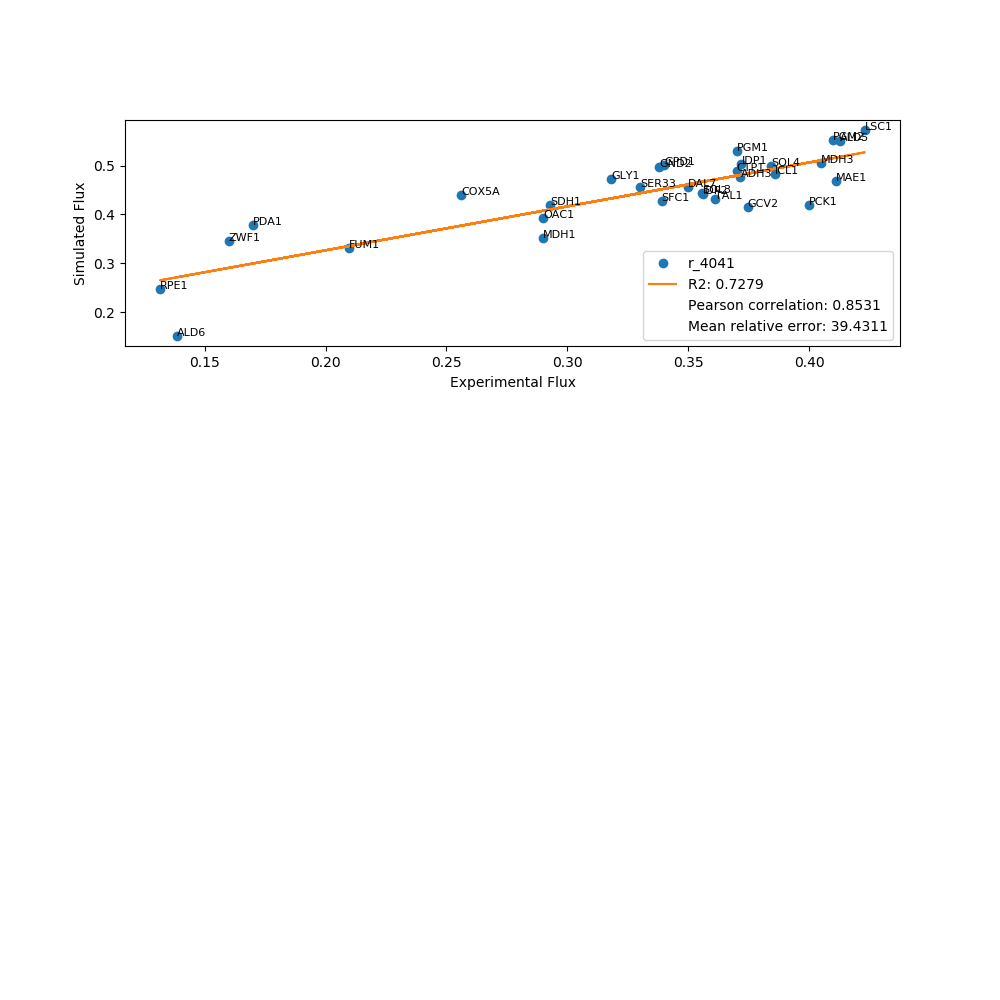 LSC1
PGM2
ALD5
PGM1
MDH3
GPD1
GND2
IDP1
SOL4
CTP1
ICL1
ADH3
MAE1
GLY1
SER33
DAL7
COX5A
TAL1
SFC1
GCV2
PCK1
SDH1
OAC1
MDH1
PDA1
ZWF1
FUM1
RPE1
ALD6
0.5
0.4
0.3
0.2
Simulated Flux
r_4041
R2: 0.7279
Pearson correlation: 0.8531
Mean relative error: 39.4311
0.15
0.20
0.25
0.30
0.35
0.40
Experimental Flux